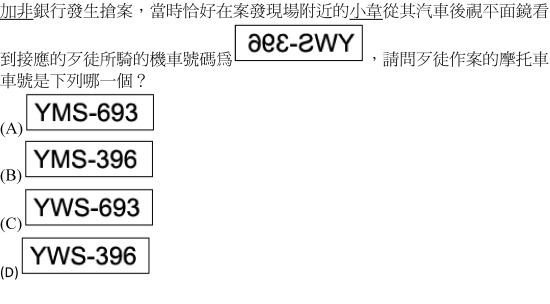 加非銀行發生搶案，當時恰好在案發現場附近的小韋從其汽車後視平面鏡看
到接應的歹徒所騎的機車號碼爲 69Ɛ-ƧWY ，請問歹徒作案的摩托車
車號是下列哪一個？
(A) YMS-693
(B) YMS-396
(C) YWS-693
(D) YWS-396